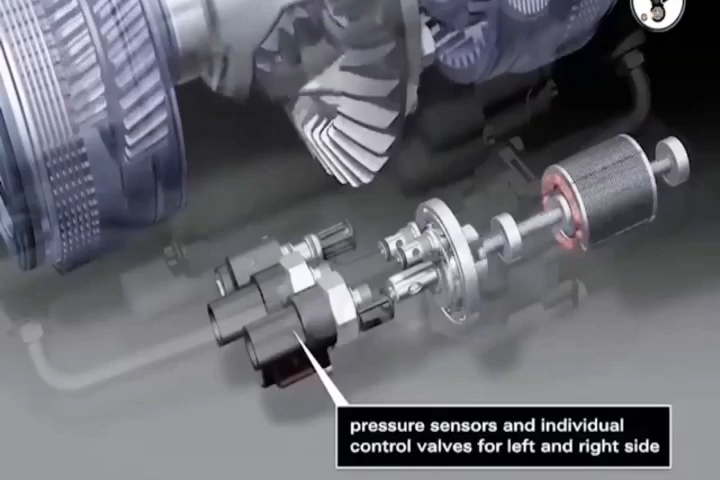 pressure sensors and individual
control valves for left and right side